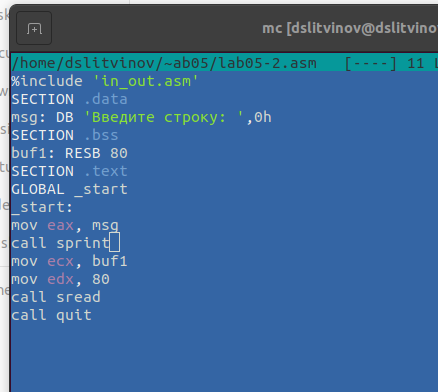 mc [dslitvinov@dslitvino
/home/dslitvinov/~ab05/lab05-2.asm [----] 11
%include 'in_out.asm'
SECTION .data
msg: DB 'Введите строку: ',0h
SECTION .bss
buf1: RESB 80
SECTION .text
GLOBAL _start
_start:
mov eax, msg
call sprint
mov ecx, buf1
mov edx, 80
call sread
call quit